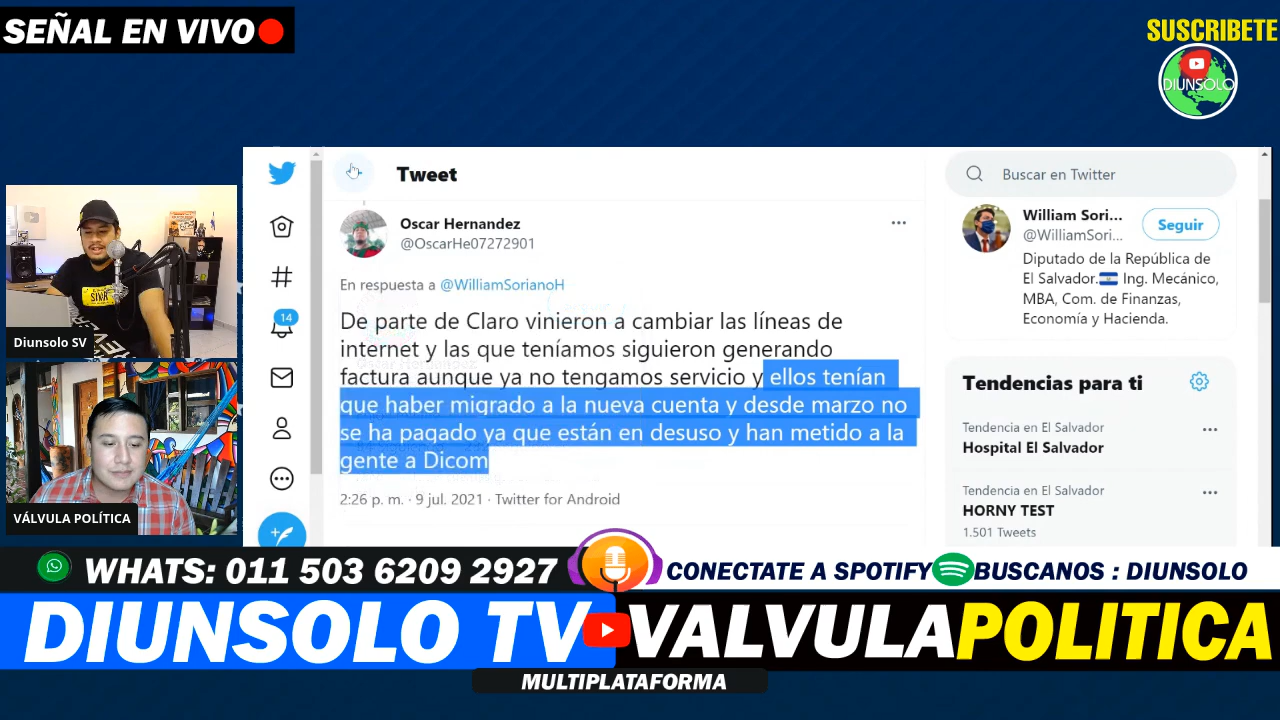 SEÑAL EN VIVO
SUSCRIBETE
DIUNSOLO
Tweet
Buscar en Twitter
Oscar Hernandez
@OscarHe07272901
William Sori...
@WilliamSori...
Seguir
Diputado de la República de
El Salvador. Ing. Mecánico,
MBA, Com. de Finanzas,
Economía y Hacienda.
14
En respuesta a @WilliamSorianoH
De parte de Claro vinieron a cambiar las líneas de
internet y las que teníamos siguieron generando
factura aunque ya no tengamos servicio y ellos tenían
que haber migrado a la nueva cuenta y desde marzo no
se ha pagado ya que están en desuso y han metido a la
gente a Dicom
2:26 p. m. · 9 jul. 2021 · Twitter for Android
Tendencias para ti
Tendencia en El Salvador
Hospital El Salvador
Tendencia en El Salvador
HORNY TEST
1.501 Tweets
Diunsolo SV
VÁLVULA POLÍTICA
WHATS: 011 503 6209 2927
CONECTATE A SPOTIFY BUSCANOS : DIUNSOLO
DIUNSOLO TV VALVULAPOLITICA
MULTIPLATAFORMA